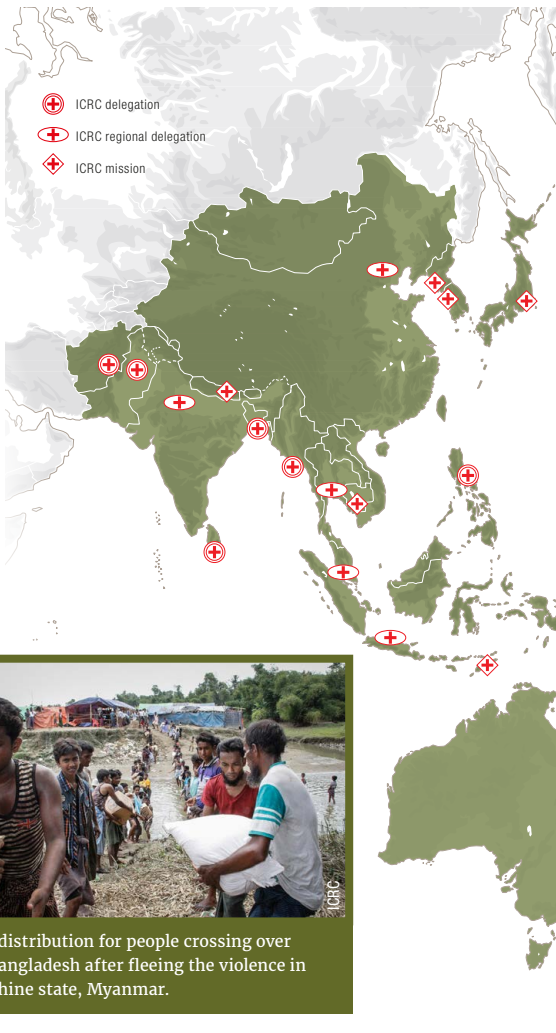 ICRC delegation
ICRC regional delegation
ICRC mission
ICRC
distribution for people crossing over
angladesh after fleeing the violence in
hine state, Myanmar.